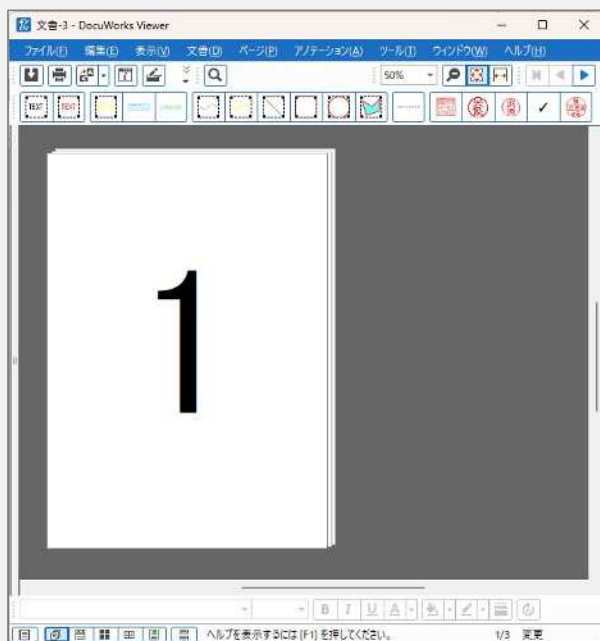 文書-3 - DocuWorks Viewer
ファイル(F) 編集(E) 表示(V) 文書(D) ページ(P) アノテーション(A) ツール(T) ウィンドウ(W) ヘルプ(H)
50%
TEXT TEXT
1
B I U A
ヘルプを表示するには [F1] を押してください。 1/3 変更